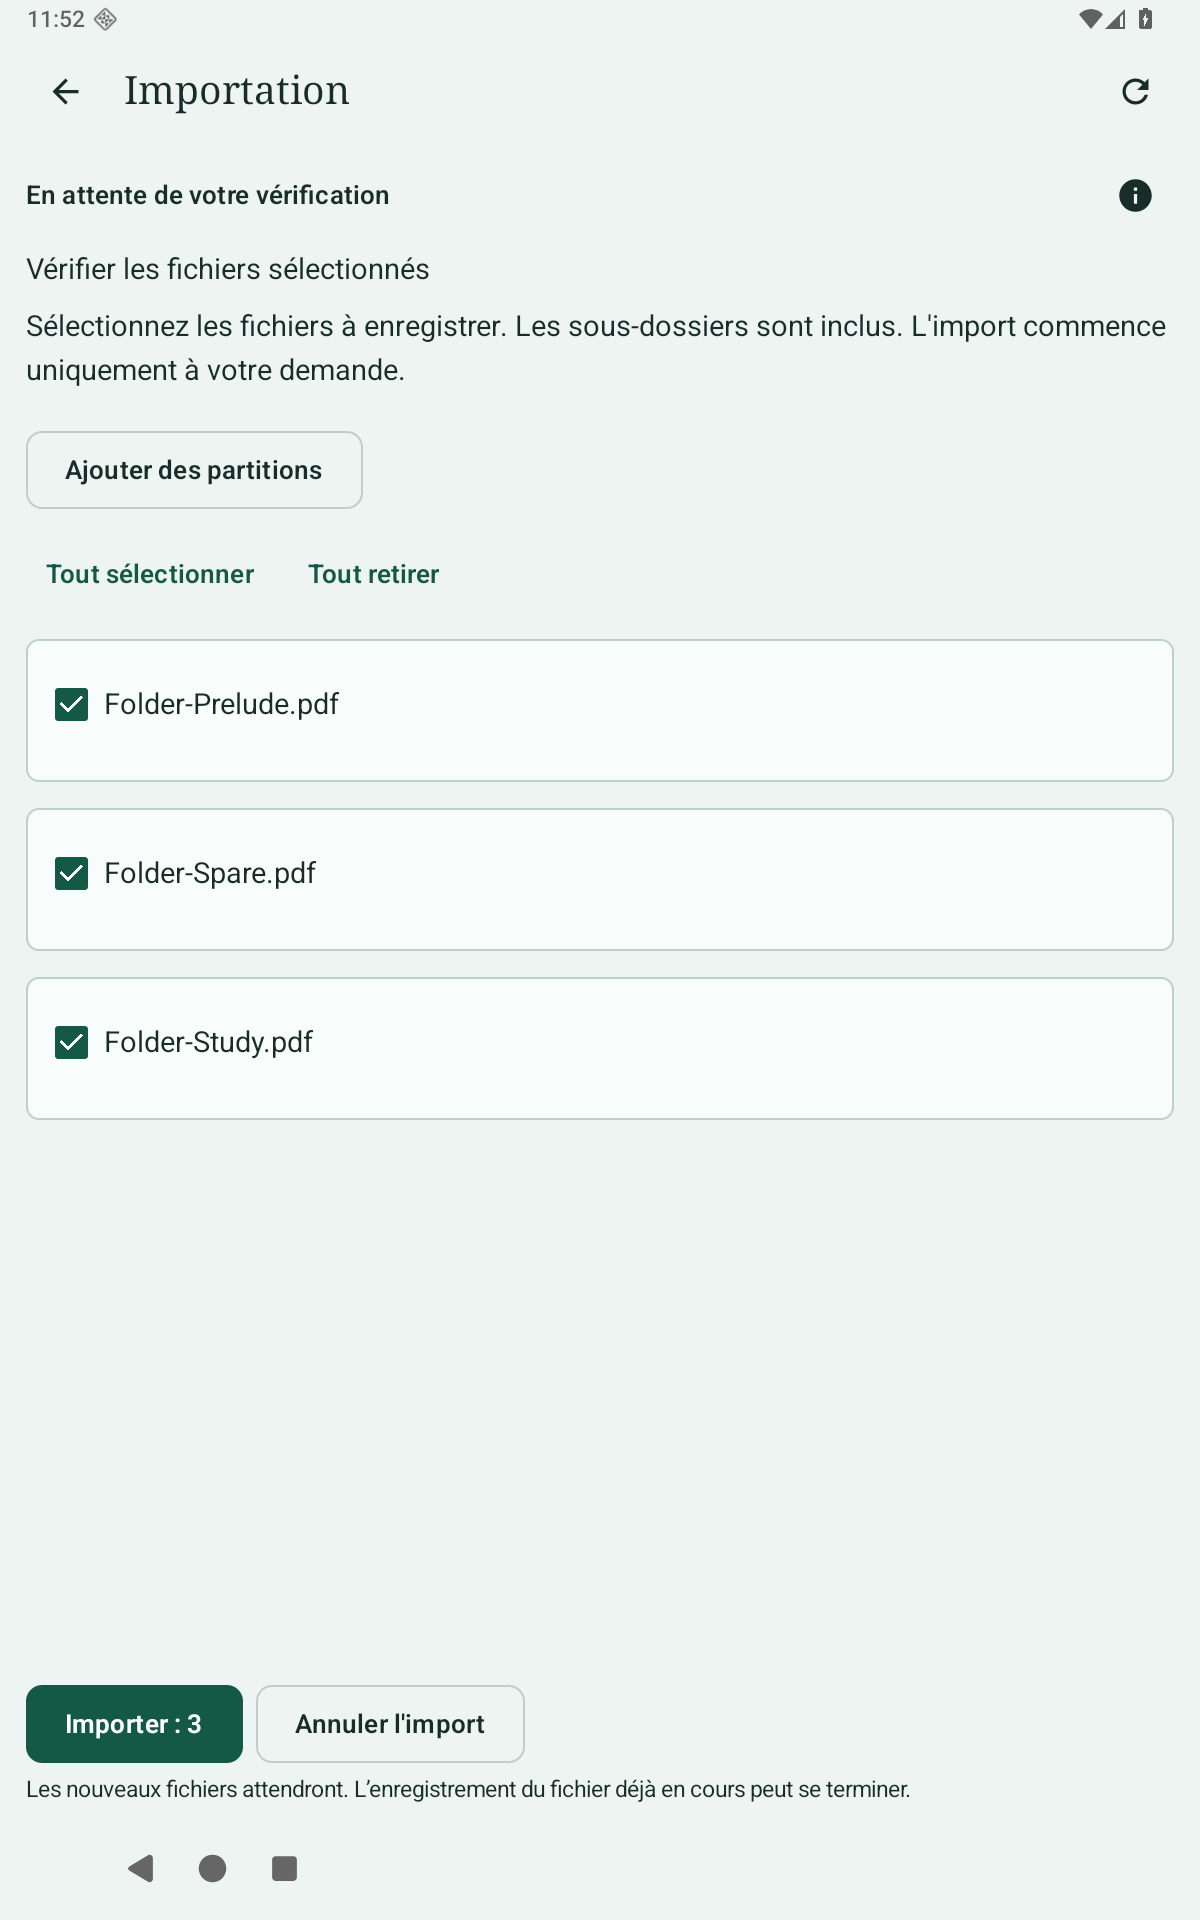 11:52
Importation
En attente de votre vérification
Vérifier les fichiers sélectionnés
Sélectionnez les fichiers à enregistrer. Les sous-dossiers sont inclus. L'import commence
uniquement à votre demande.
Ajouter des partitions
Tout sélectionner Tout retirer
Folder-Prelude.pdf
Folder-Spare.pdf
Folder-Study.pdf
Importer : 3 Annuler l'import
Les nouveaux fichiers attendront. L’enregistrement du fichier déjà en cours peut se terminer.